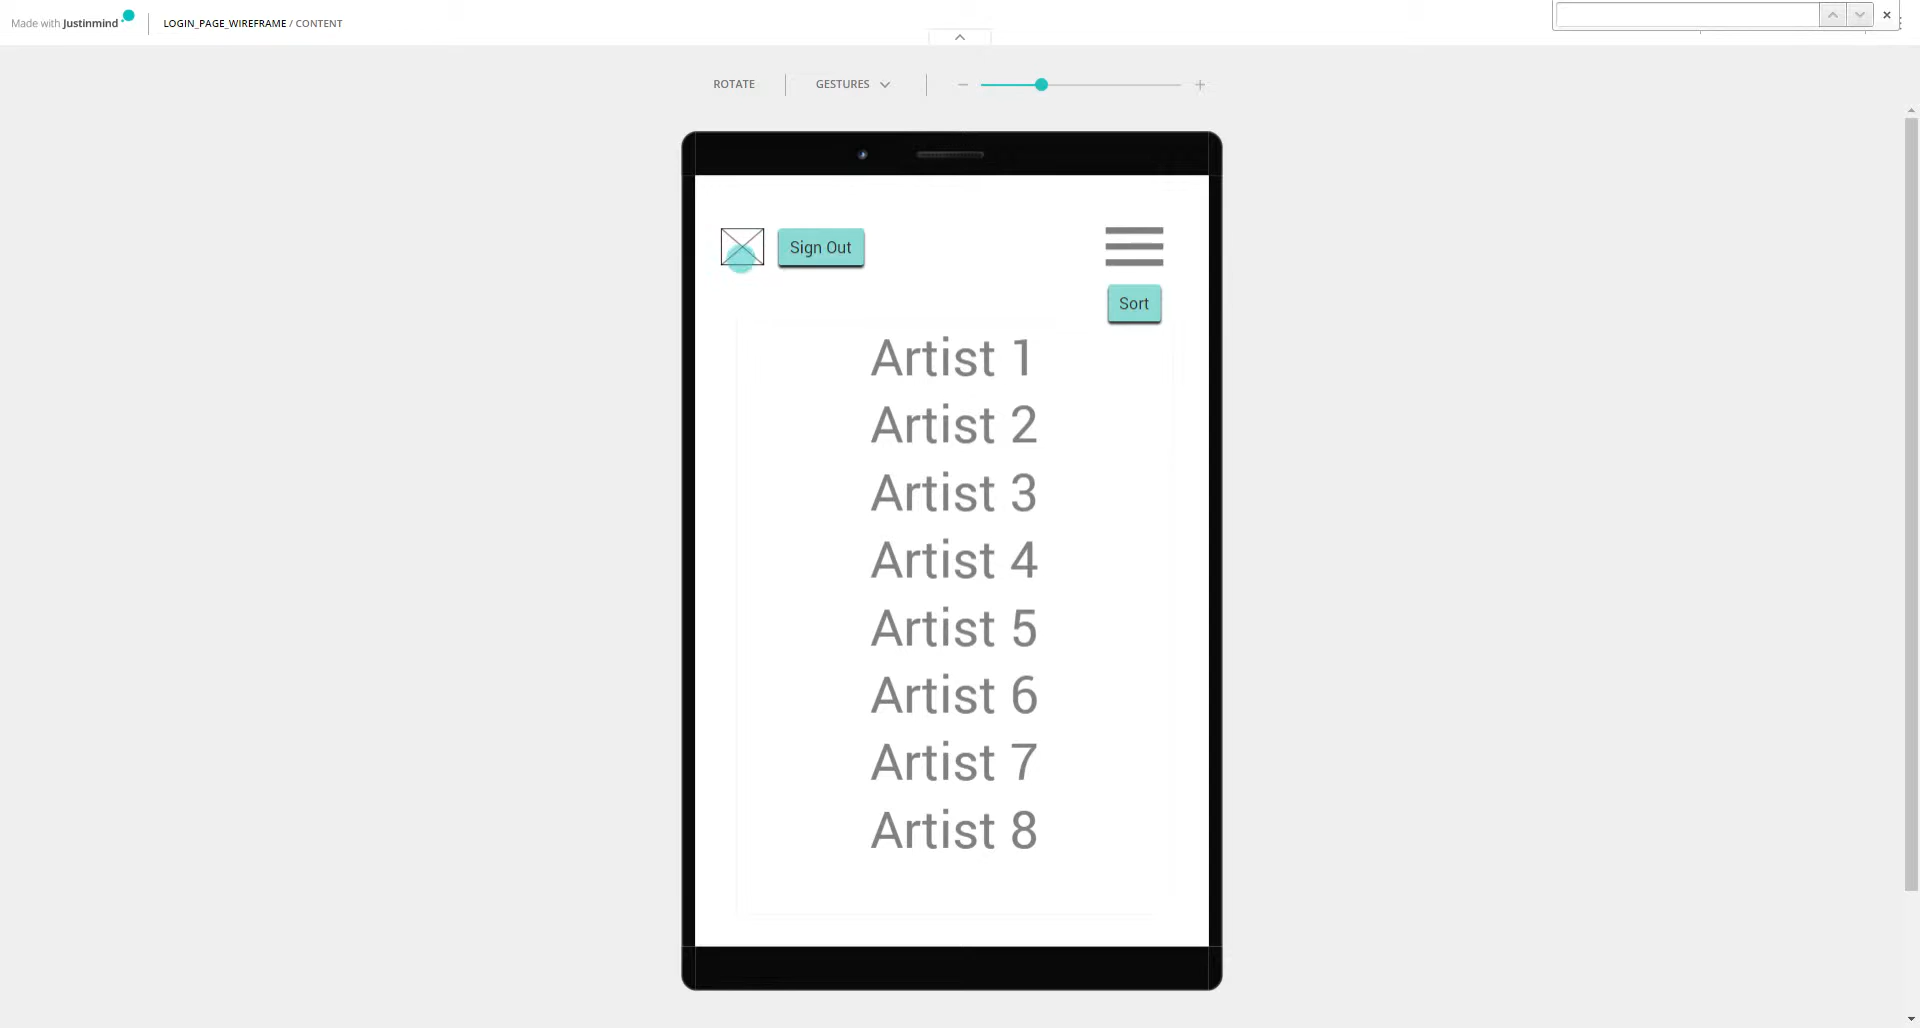 Made with Justinmind
LOGIN_PAGE_WIREFRAME / CONTENT
ROTATE
GESTURES
Sign Out
Sort
Artist 1
Artist 2
Artist 3
Artist 4
Artist 5
Artist 6
Artist 7
Artist 8